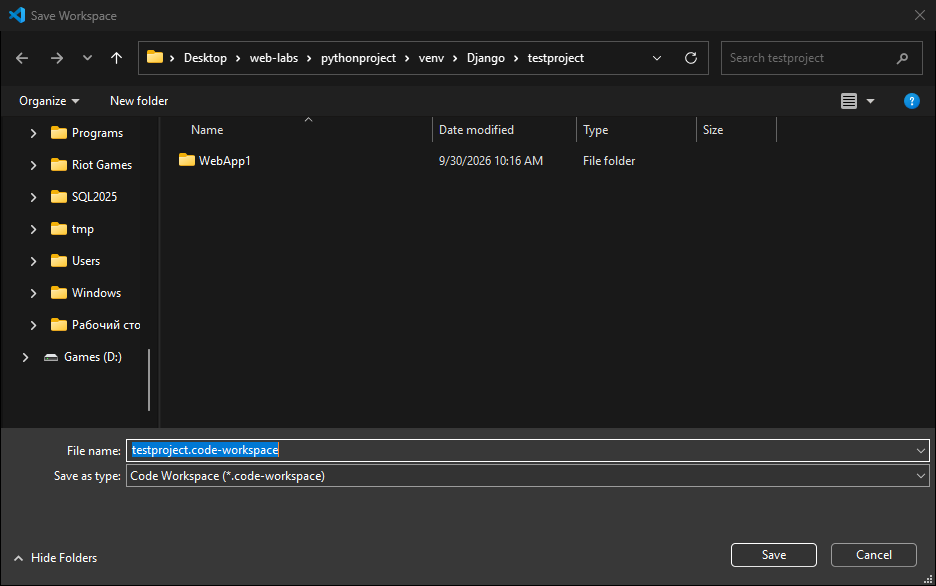 Save Workspace
Desktop > web-labs > pythonproject > venv > Django > testproject
Search testproject
Organize
New folder
?
Name
Date modified
Type
Size
Programs
Riot Games
SQL2025
tmp
Users
Windows
Рабочий сто
Games (D:)
WebApp1
9/30/2026 10:16 AM
File folder
File name:
testproject.code-workspace
Save as type:
Code Workspace (*.code-workspace)
Hide Folders
Save
Cancel